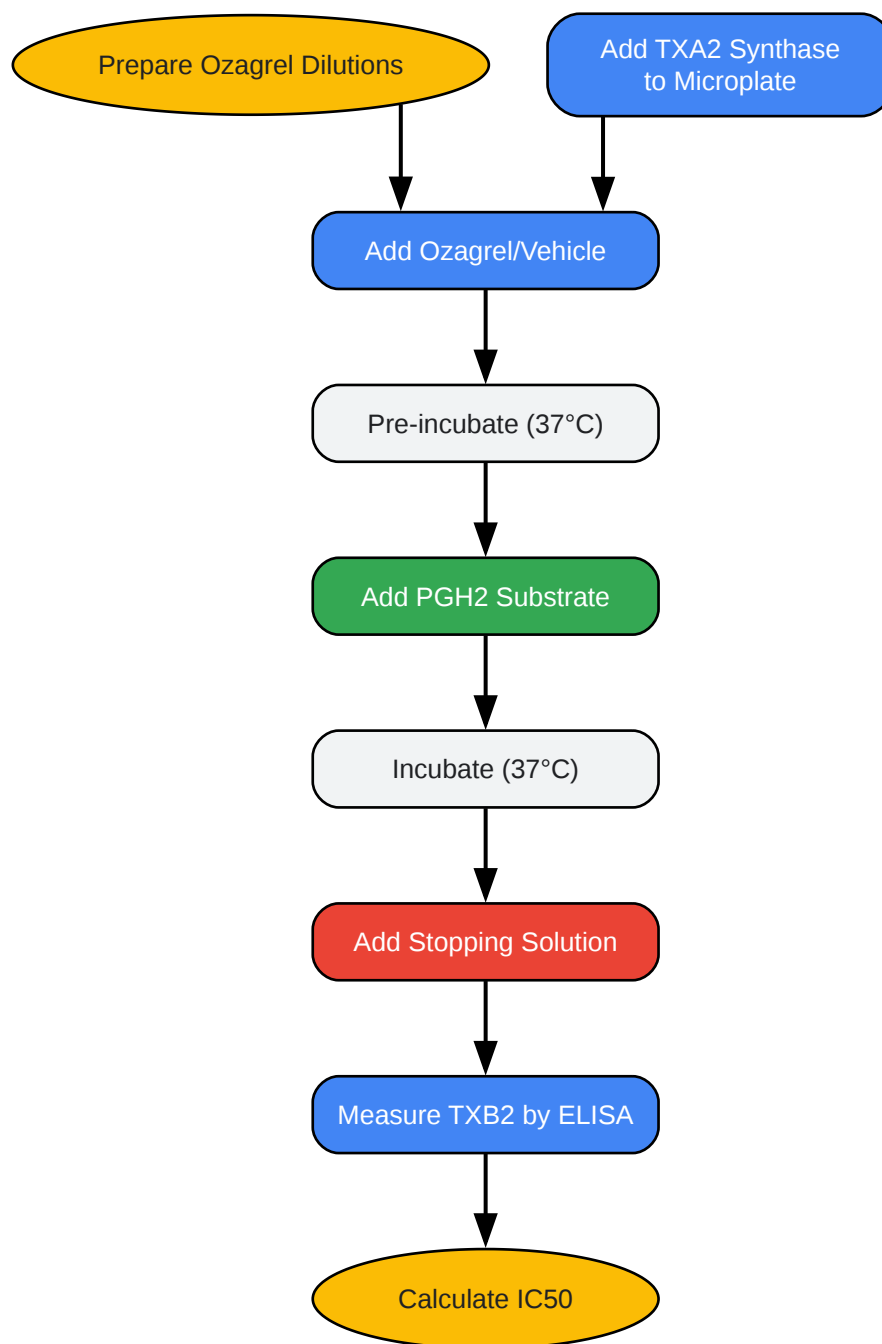 Prepare Ozagrel Dilutions
Add TXA2 Synthase
to Microplate
Add Ozagrel/Vehicle
Pre-incubate (37°C)
Add PGH2 Substrate
Incubate (37°C)
Add Stopping Solution
Measure TXB2 by ELISA
Calculate IC50